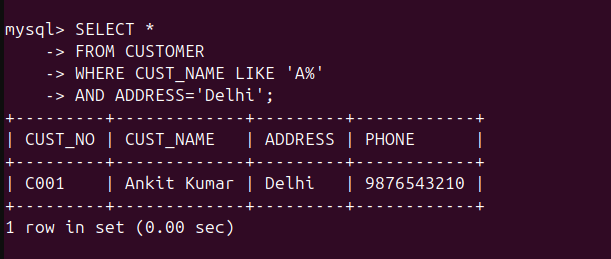 mysql> SELECT *
    -> FROM CUSTOMER
    -> WHERE CUST_NAME LIKE 'A%'
    -> AND ADDRESS='Delhi';
+---------+-------------+---------+------------+
| CUST_NO | CUST_NAME   | ADDRESS | PHONE      |
+---------+-------------+---------+------------+
| C001    | Ankit Kumar | Delhi   | 9876543210 |
+---------+-------------+---------+------------+
1 row in set (0.00 sec)